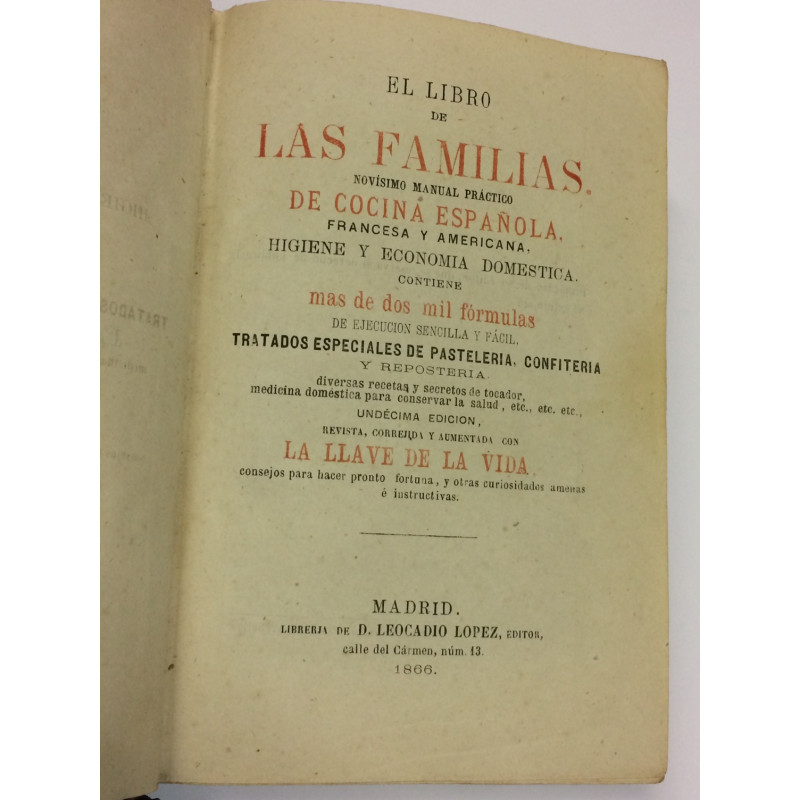 EL LIBRO
DE
LAS FAMILIAS.
NOVÍSIMO MANUAL PRÁCTICO
DE COCINA ESPAÑOLA,
FRANCESA Y AMERICANA,
HIGIENE Y ECONOMIA DOMESTICA.
CONTIENE
mas de dos mil fórmulas
DE EJECUCION SENCILLA Y FÁCIL.
TRATADOS ESPECIALES DE PASTELERIA, CONFITERIA
Y REPOSTERIA.
diversas recetas y secretos de tocador,
medicina doméstica para conservar la salud, etc., etc. etc.,
UNDÉCIMA EDICION,
REVISTA, CORREJIDA Y AUMENTADA CON
LA LLAVE DE LA VIDA
consejos para hacer pronto fortuna, y otras curiosidades amenas
é instructivas.
MADRID.
LIBRERIA DE D. LEOCADIO LOPEZ, EDITOR,
calle del Cármen, núm. 13.
1866.